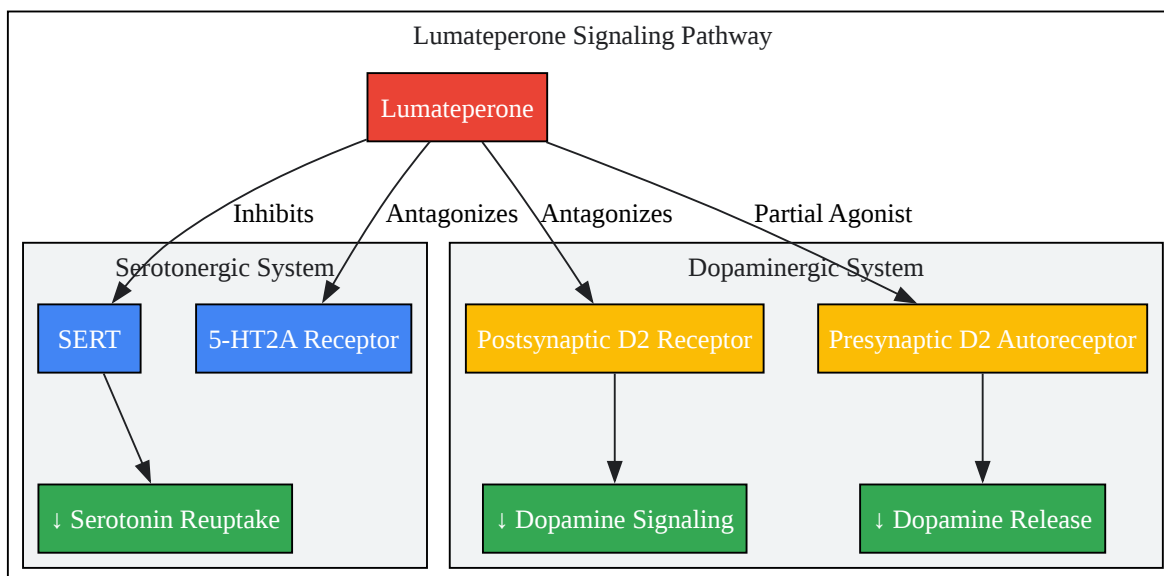 Lumateperone Signaling Pathway
Lumateperone
Inhibits
Antagonizes
Antagonizes
Partial Agonist
Serotonergic System
Dopaminergic System
SERT
5-HT2A Receptor
Postsynaptic D2 Receptor
Presynaptic D2 Autoreceptor
↓ Serotonin Reuptake
↓ Dopamine Signaling
↓ Dopamine Release